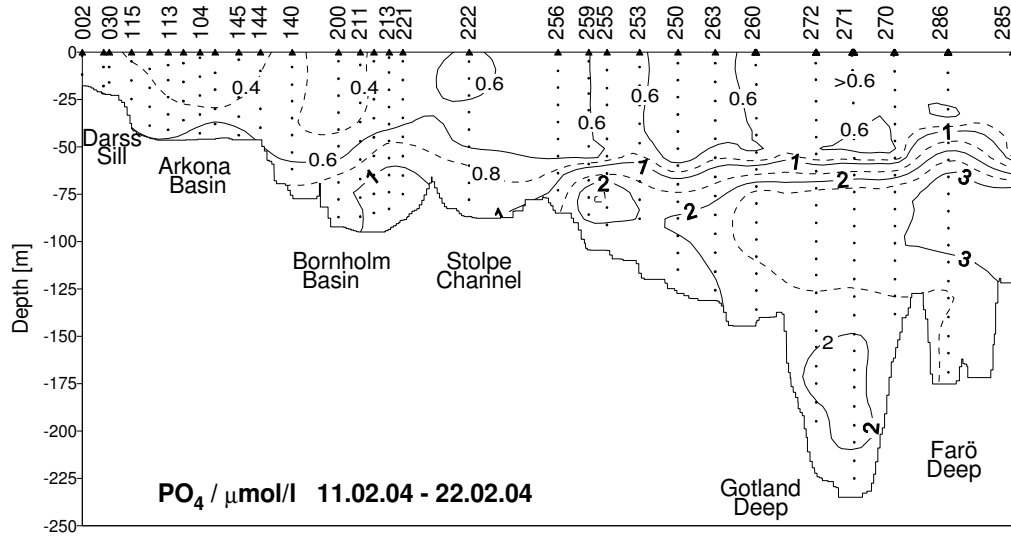 002 030 115 113 104 145 144 140 200 211 213 221 222 256 259 255 253 250 263 260 272 271 270 286 285
0
-25
-50
-75
-100
-125
-150
-175
-200
-225
-250
Depth [m]
0.4 0.4 0.6 0.6 0.6 >0.6
0.6 0.6 1
0.6 1 1
0.8 1 2 2 3
1 2 3
2
2
Darss
Sill
Arkona
Basin
Bornholm
Basin
Stolpe
Channel
Gotland
Deep
Farö
Deep
PO4 / µmol/l 11.02.04 - 22.02.04